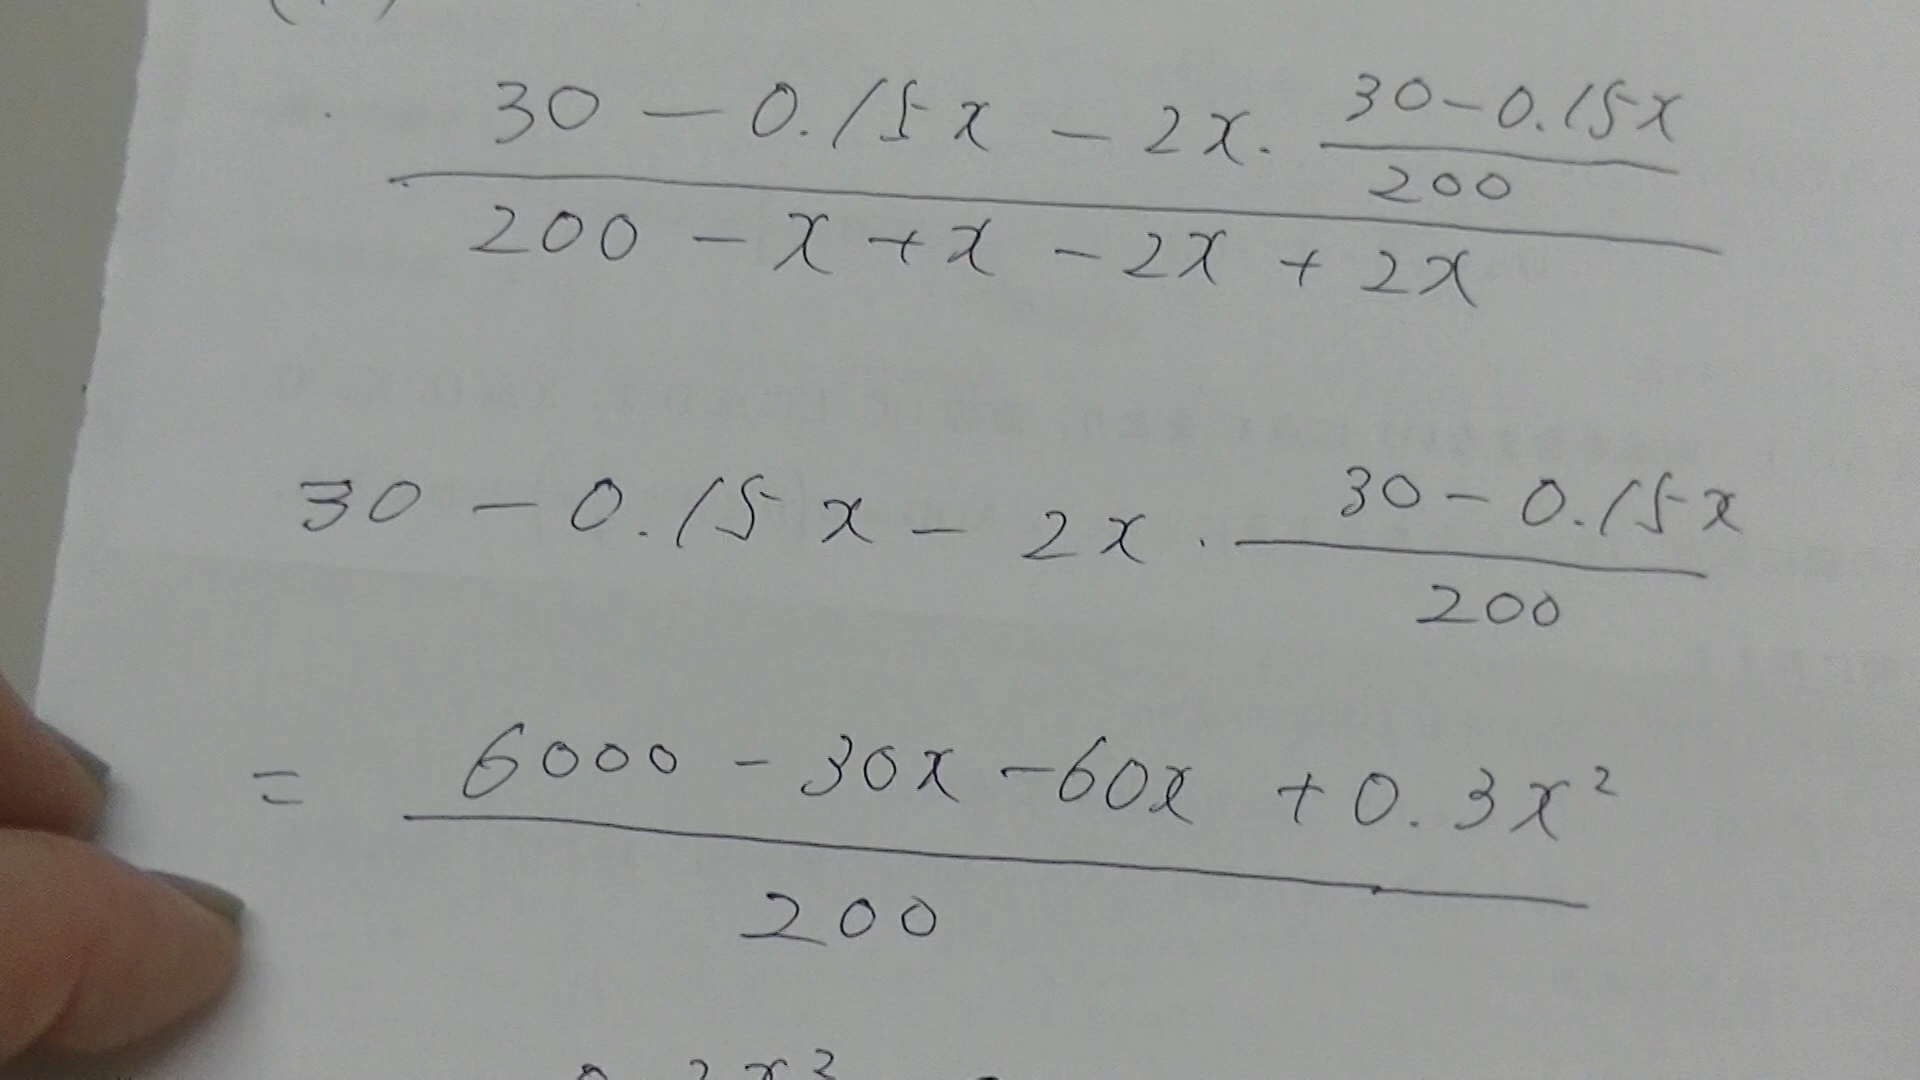 30 - 0.15x - 2x · (30 - 0.15x)/200
200 - x + x - 2x + 2x
30 - 0.15x - 2x · (30 - 0.15x)/200
= (6000 - 30x - 60x + 0.3x²)/200